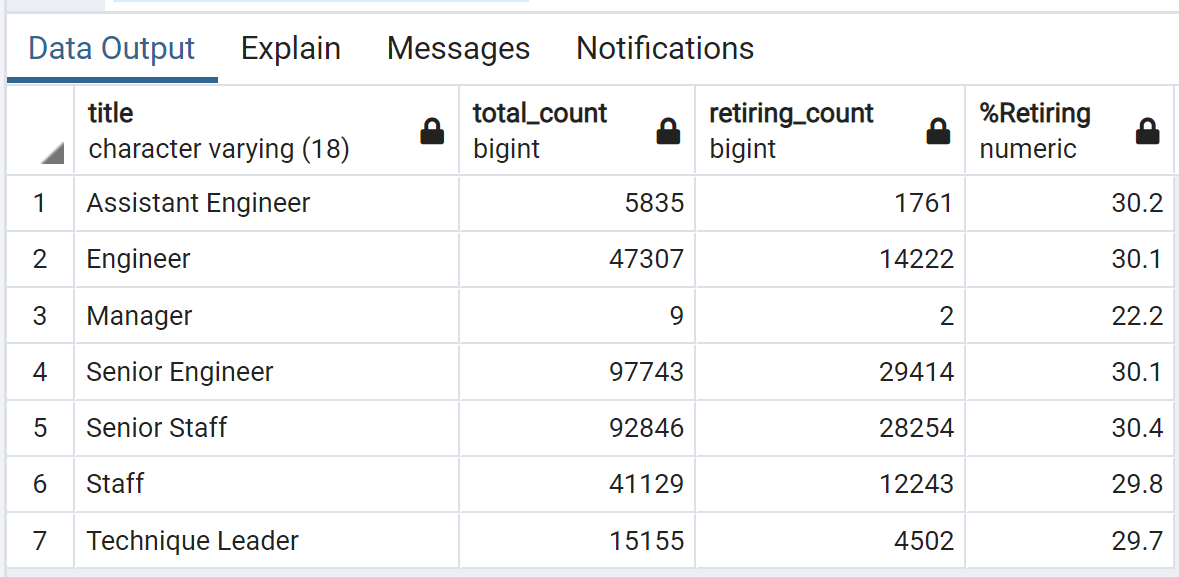 Data Output Explain Messages Notifications
title total_count retiring_count %Retiring
character varying (18) bigint bigint numeric
1 Assistant Engineer 5835 1761 30.2
2 Engineer 47307 14222 30.1
3 Manager 9 2 22.2
4 Senior Engineer 97743 29414 30.1
5 Senior Staff 92846 28254 30.4
6 Staff 41129 12243 29.8
7 Technique Leader 15155 4502 29.7